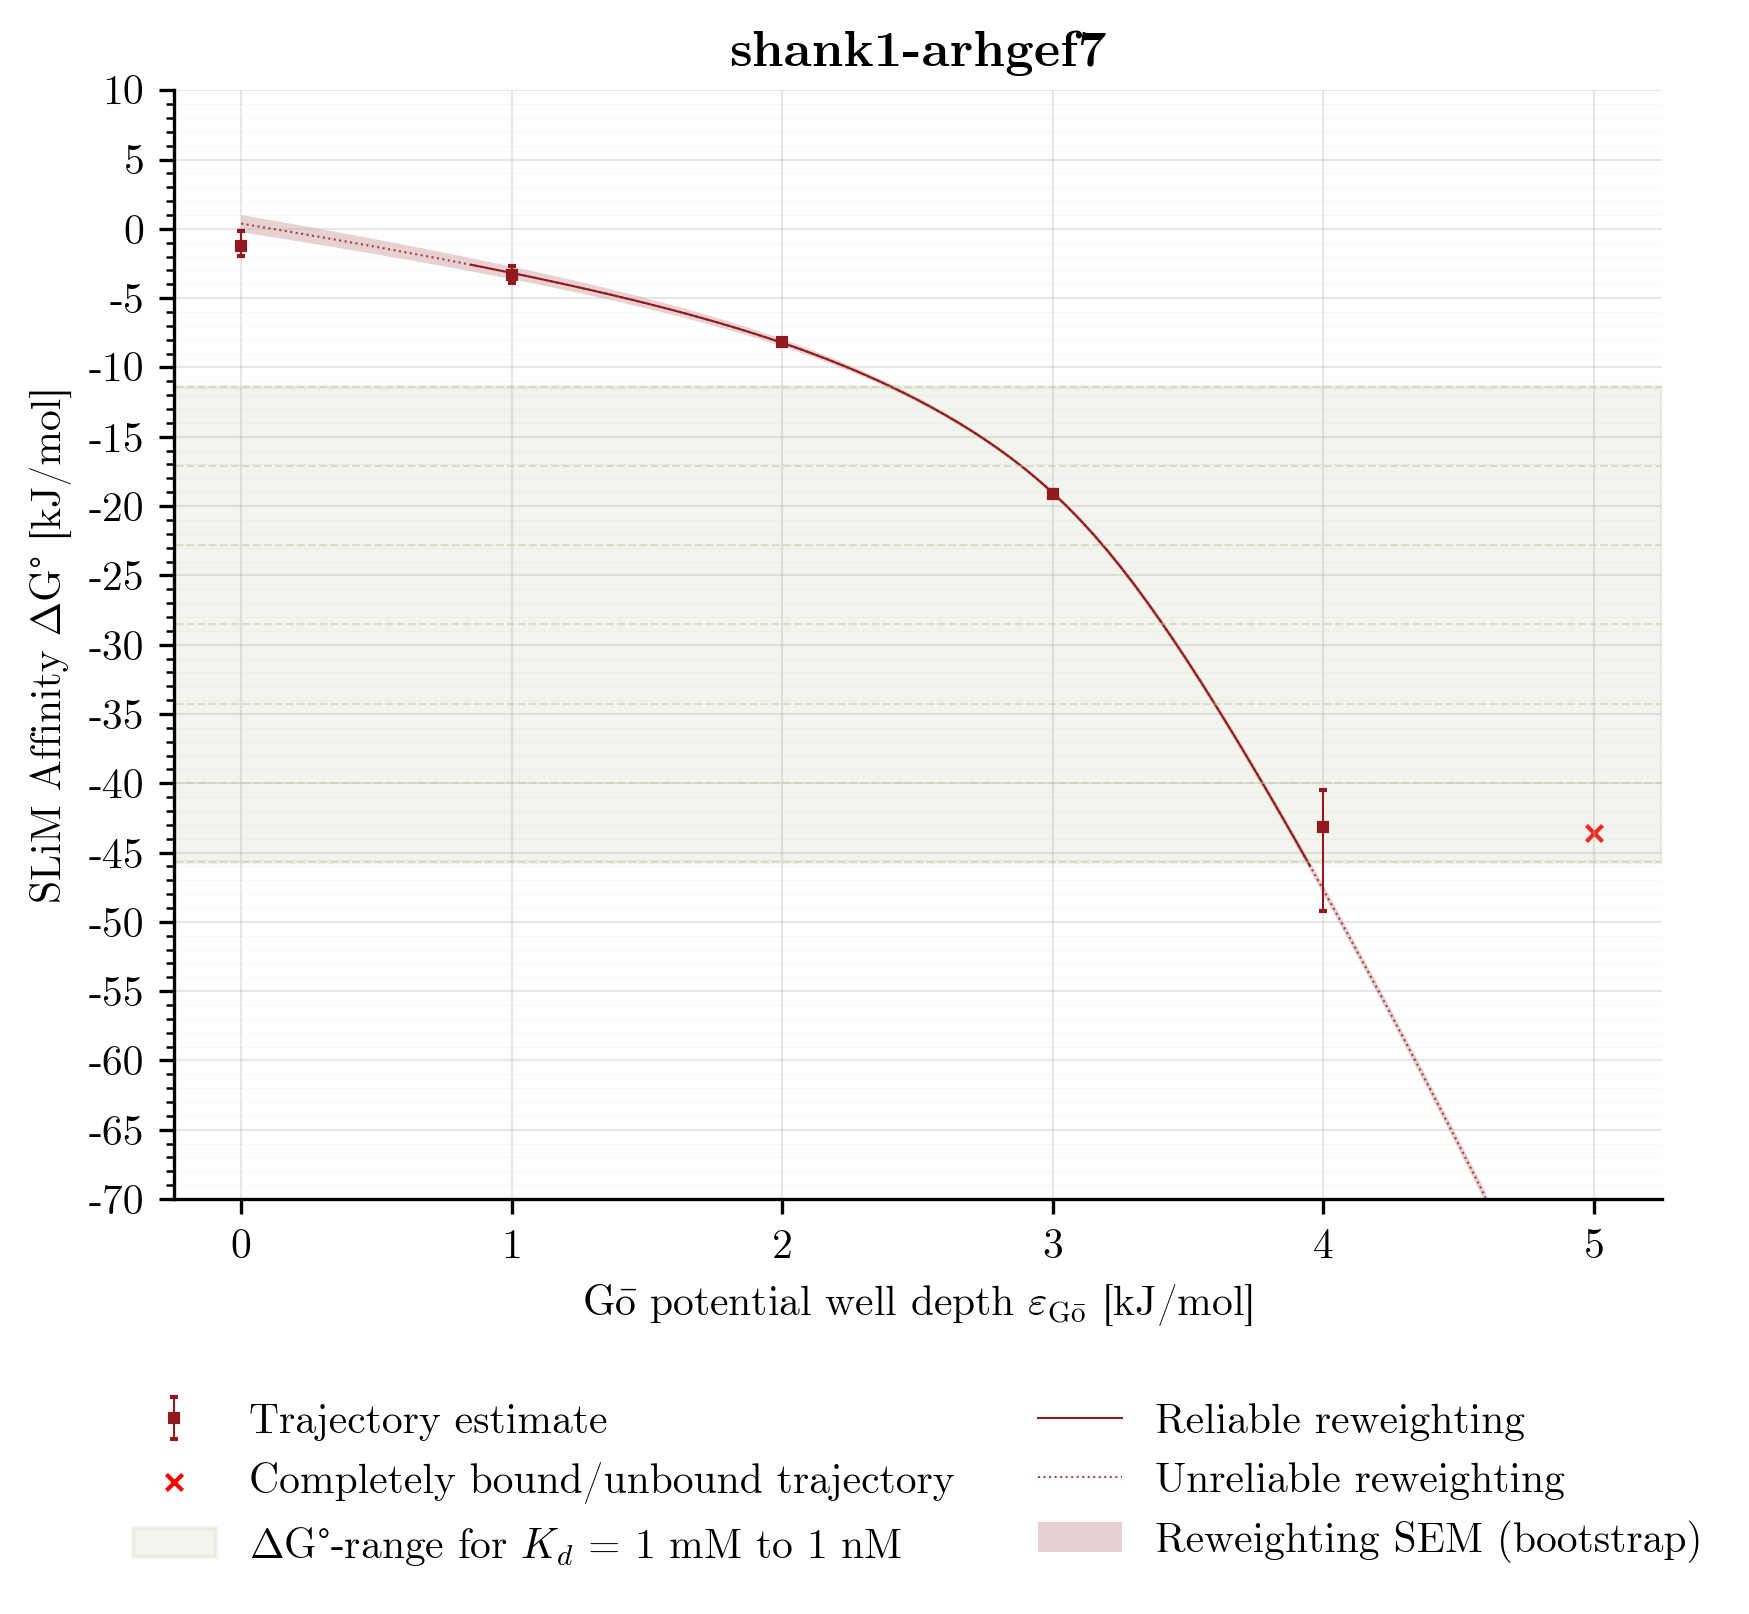 shank1-arhgef7
10
5
0
-5
-10
-15
-20
-25
-30
-35
-40
-45
-50
-55
-60
-65
-70
SLiM Affinity ΔG° [kJ/mol]
0 1 2 3 4 5
Gō potential well depth ε_Gō [kJ/mol]
Trajectory estimate
Completely bound/unbound trajectory
ΔG°-range for K_d = 1 mM to 1 nM
Reliable reweighting
Unreliable reweighting
Reweighting SEM (bootstrap)